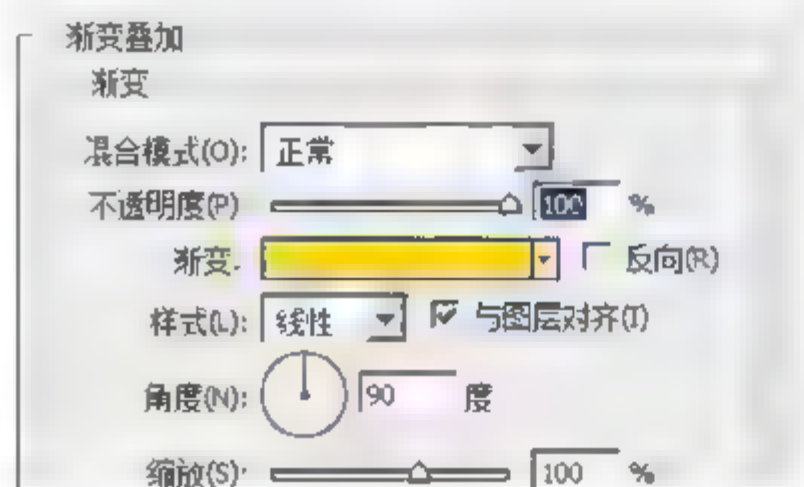 渐变叠加
渐变
混合模式(O): 正常
不透明度(P) 100 %
渐变: 反向(R)
样式(L): 线性 与图层对齐(I)
角度(N): 90 度
缩放(S): 100 %